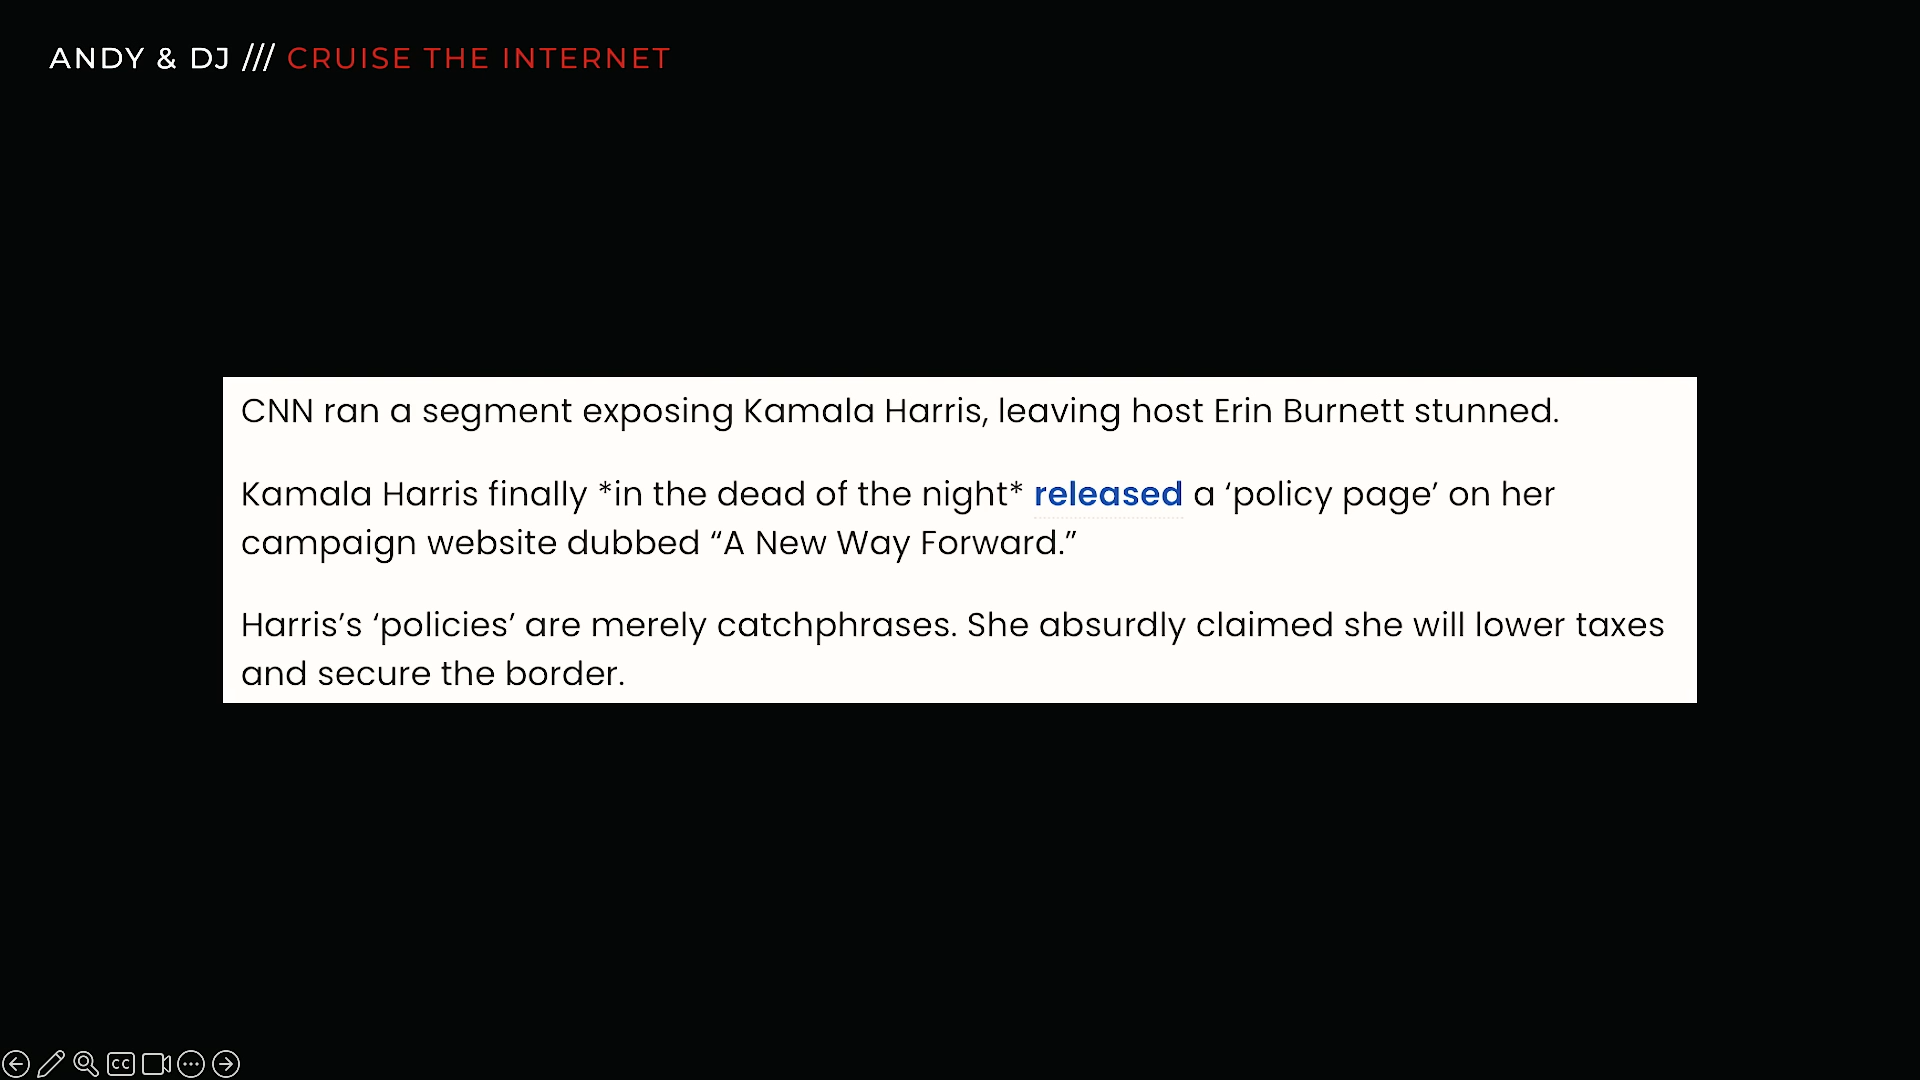 ANDY & DJ /// CRUISE THE INTERNET
CNN ran a segment exposing Kamala Harris, leaving host Erin Burnett stunned.
Kamala Harris finally *in the dead of the night* released a ‘policy page’ on her
campaign website dubbed “A New Way Forward.”
Harris’s ‘policies’ are merely catchphrases. She absurdly claimed she will lower taxes
and secure the border.
CC